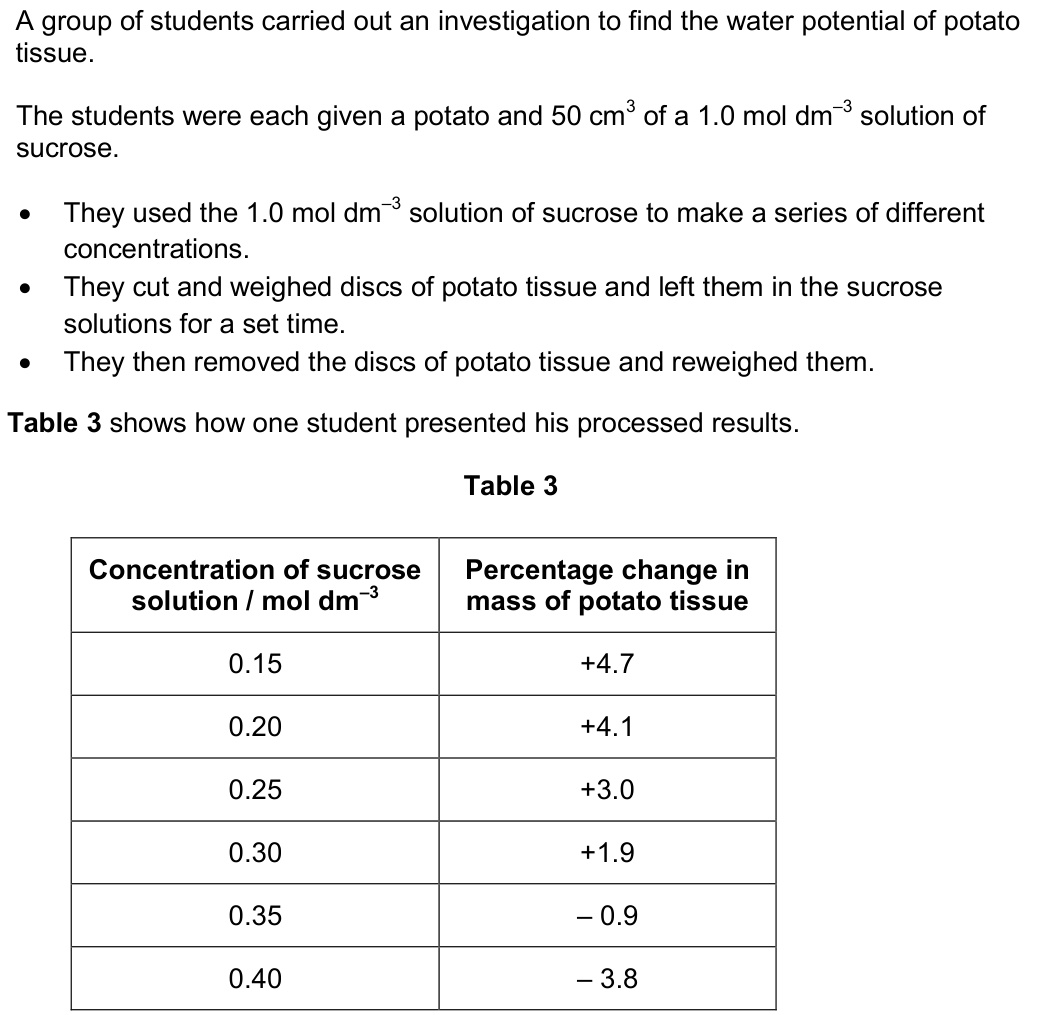 A group of students carried out an investigation to find the water potential of potato
tissue.
The students were each given a potato and 50 cm³ of a 1.0 mol dm⁻³ solution of
sucrose.
• They used the 1.0 mol dm⁻³ solution of sucrose to make a series of different
concentrations.
• They cut and weighed discs of potato tissue and left them in the sucrose
solutions for a set time.
• They then removed the discs of potato tissue and reweighed them.
Table 3 shows how one student presented his processed results.
Table 3
Concentration of sucrose
solution / mol dm⁻³
Percentage change in
mass of potato tissue
0.15 +4.7
0.20 +4.1
0.25 +3.0
0.30 +1.9
0.35 – 0.9
0.40 – 3.8